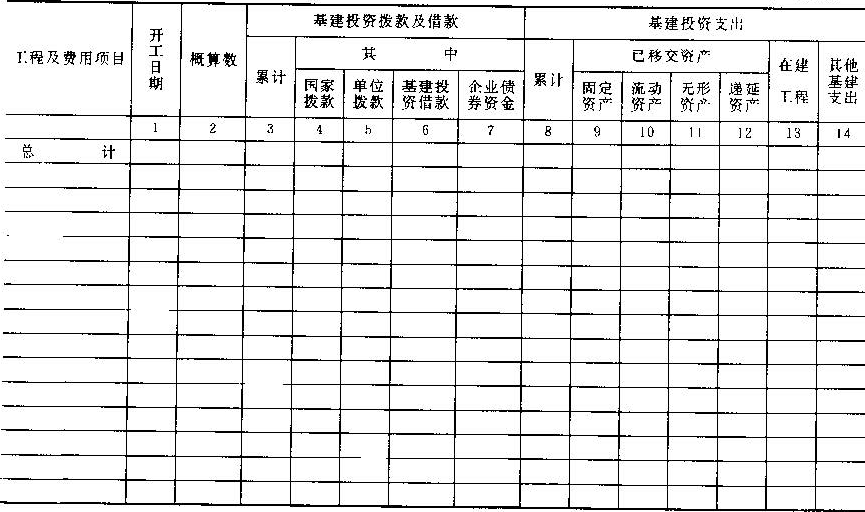 工程及费用项目
开工日期
概算数
基建投资拨款及借款
累计
其 中
国家拨款
单位拨款
基建投资借款
企业债券资金
基建投资支出
累计
已移交资产
固定资产
流动资产
无形资产
递延资产
在建工程
其他基建支出
1 2 3 4 5 6 7 8 9 10 11 12 13 14
总 计